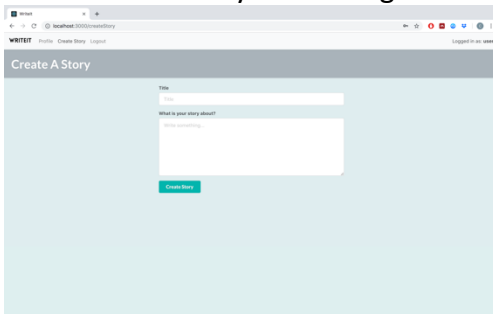 Writeit
localhost:3000/createStory
WRITEIT Profile Create Story Logout Logged in as: user
Create A Story
Title
Title
What is your story about?
Write something...
Create Story